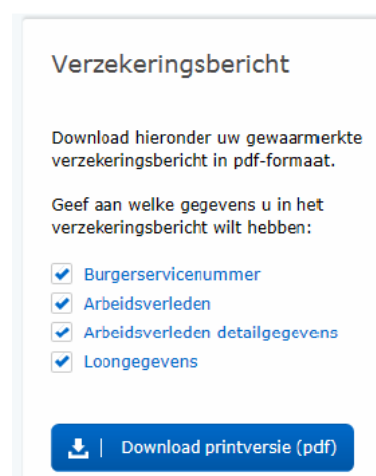 Verzekeringsbericht
Download hieronder uw gewaarmerkte
verzekeringsbericht in pdf-formaat.
Geef aan welke gegevens u in het
verzekeringsbericht wilt hebben:
Burgerservicenummer
Arbeidsverleden
Arbeidsverleden detailgegevens
Loongegevens
Download printversie (pdf)